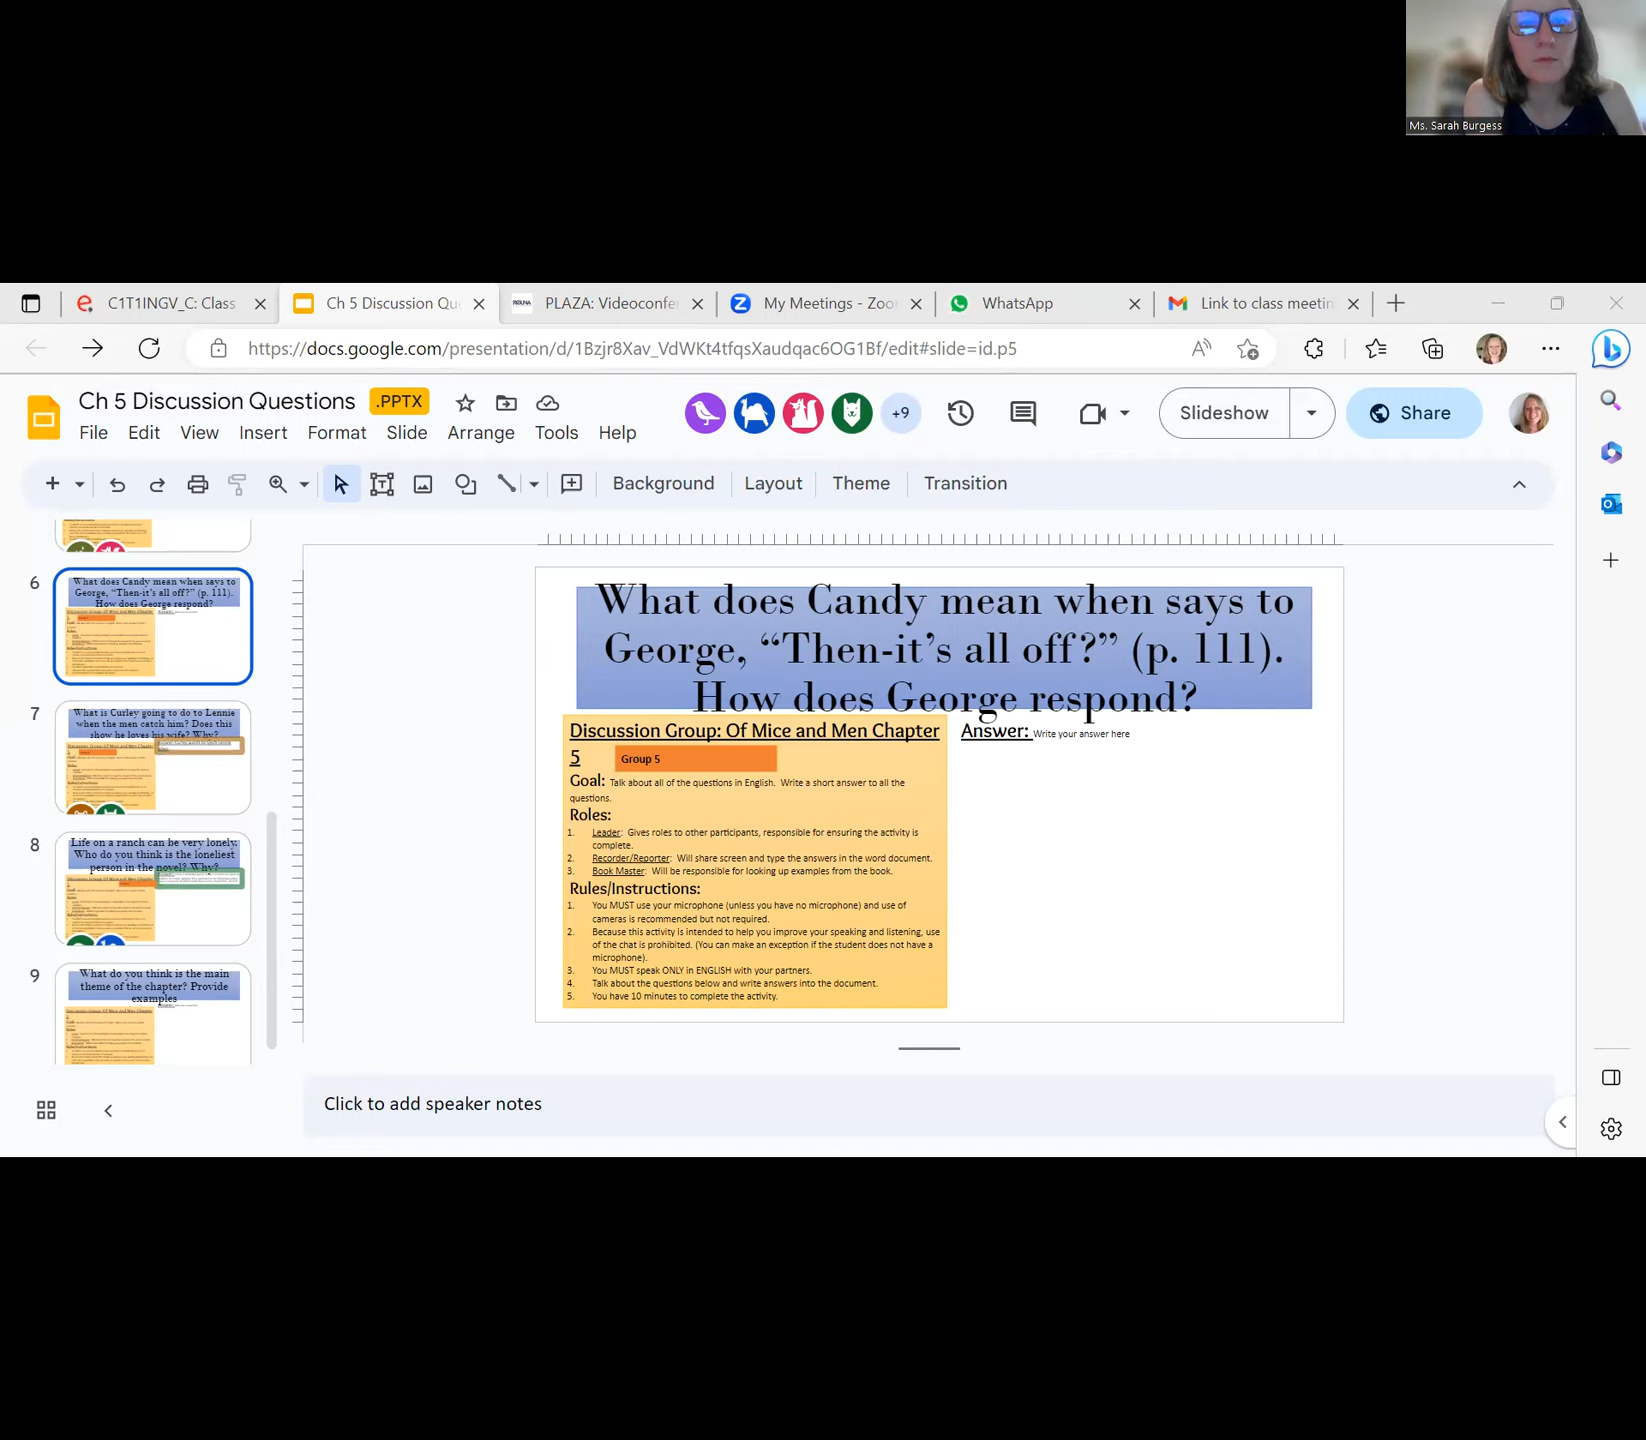 Ms. Sarah Burgess
C1T1INGV_C: Class
Ch 5 Discussion Qu
PLAZA: Videoconfer
My Meetings - Zoo
WhatsApp
Link to class meetin
https://docs.google.com/presentation/d/1Bzjr8Xav_VdWKt4tfqsXaudqac6OG1Bf/edit#slide=id.p5
Ch 5 Discussion Questions
.PPTX
+9
Slideshow
Share
File Edit View Insert Format Slide Arrange Tools Help
Background
Layout
Theme
Transition
6
What does Candy mean when says to
George, “Then-it’s all off?” (p. 111).
How does George respond?
7
What is Curley going to do to Lennie
when the men catch him? Does this
show he loves his wife? Why?
8
Life on a ranch can be very lonely.
Who do you think is the loneliest
person in the novel? Why?
9
What do you think is the main
theme of the chapter? Provide
examples
What does Candy mean when says to
George, “Then-it’s all off?” (p. 111).
How does George respond?
Discussion Group: Of Mice and Men Chapter
5
Group 5
Goal: Talk about all of the questions in English. Write a short answer to all the
questions.
Roles:
1. Leader: Gives roles to other participants, responsible for ensuring the activity is
complete.
2. Recorder/Reporter: Will share screen and type the answers in the word document.
3. Book Master: Will be responsible for looking up examples from the book.
Rules/Instructions:
1. You MUST use your microphone (unless you have no microphone) and use of
cameras is recommended but not required.
2. Because this activity is intended to help you improve your speaking and listening, use
of the chat is prohibited. (You can make an exception if the student does not have a
microphone).
3. You MUST speak ONLY in ENGLISH with your partners.
4. Talk about the questions below and write answers into the document.
5. You have 10 minutes to complete the activity.
Answer: Write your answer here
Click to add speaker notes